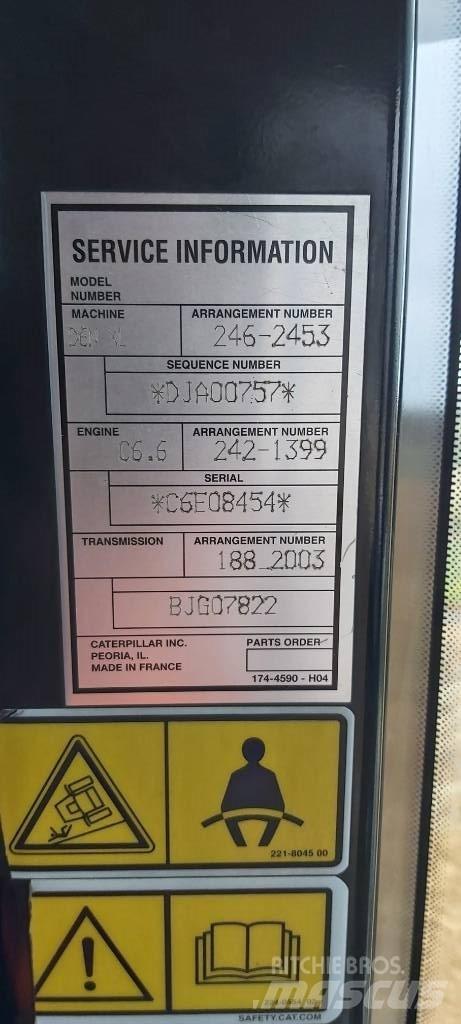 SERVICE INFORMATION
MODEL
NUMBER
MACHINE
ARRANGEMENT NUMBER
246-2453
SEQUENCE NUMBER
*DJA00757*
ENGINE
ARRANGEMENT NUMBER
C6.6
242-1399
SERIAL
*C6E08454*
TRANSMISSION
ARRANGEMENT NUMBER
188 2003
BJG07822
CATERPILLAR INC.
PARTS ORDER
PEORIA, IL.
MADE IN FRANCE
174-4590 - H04
221-8045 00
RITCHIE BROS.
mascus
SAFETY.CAT.COM